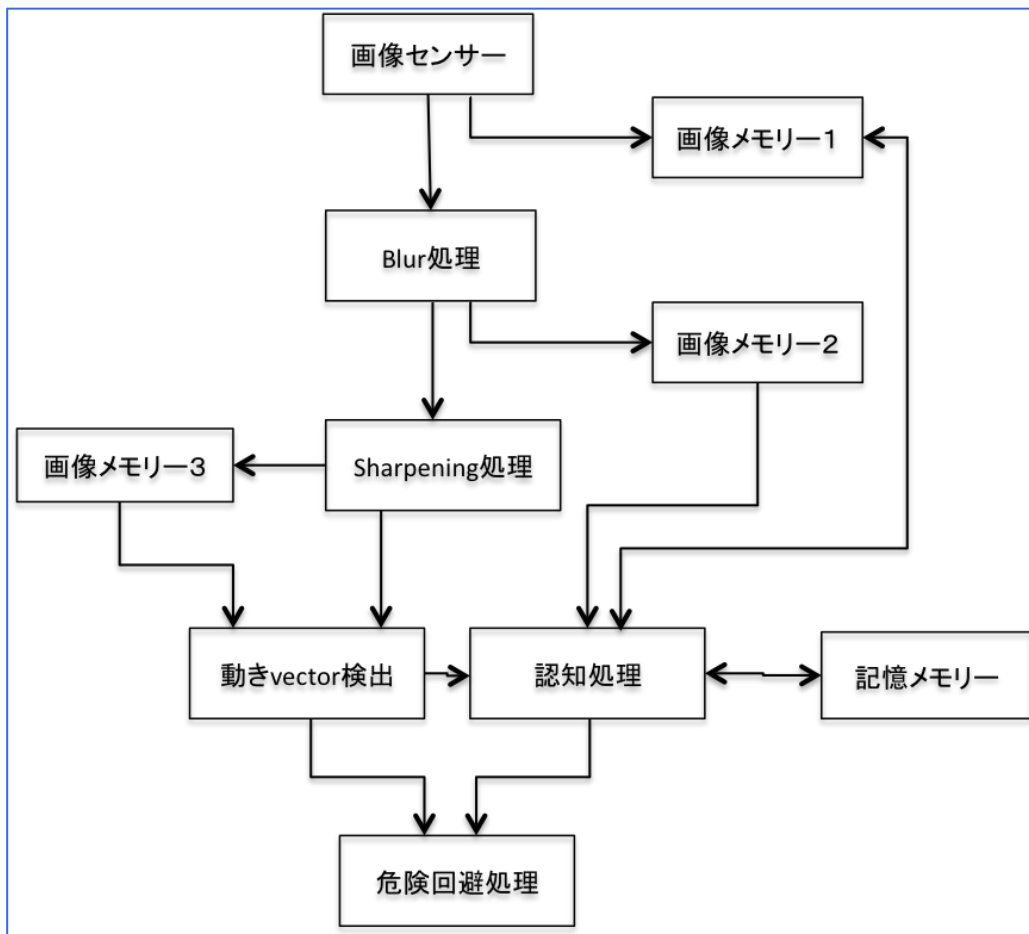 画像センサー
画像メモリー１
Blur処理
画像メモリー２
画像メモリー３
Sharpening処理
動きvector検出
認知処理
記憶メモリー
危険回避処理